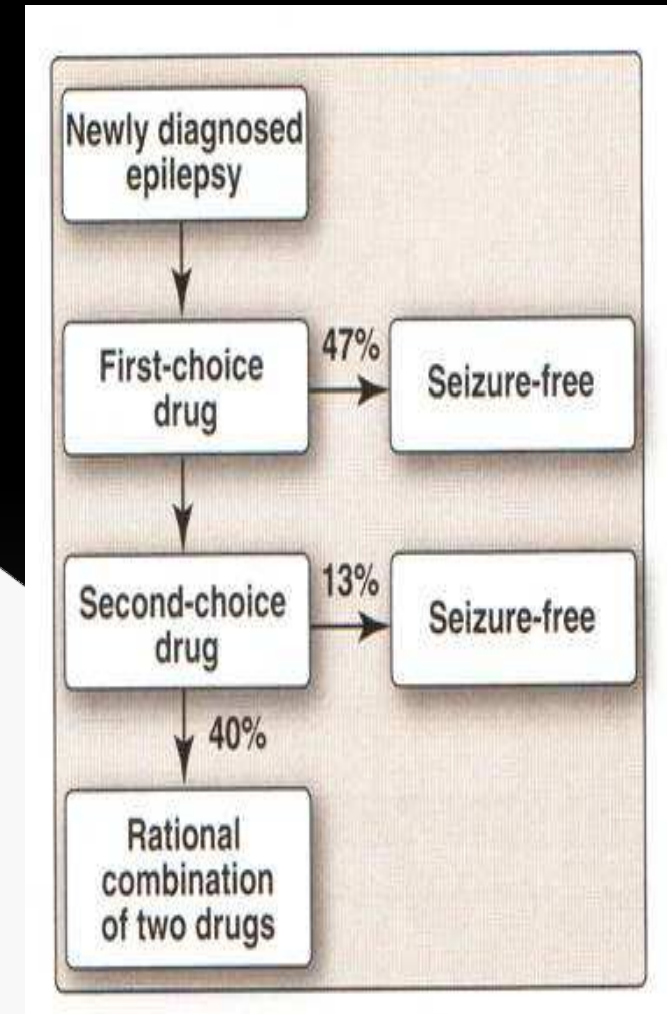 Newly diagnosed
epilepsy
First-choice
drug
47%
Seizure-free
Second-choice
drug
13%
Seizure-free
40%
Rational
combination
of two drugs